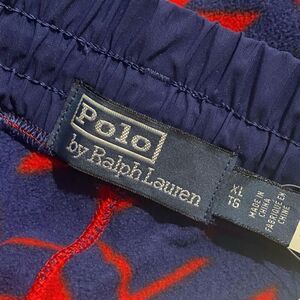 Polo
by Ralph Lauren
XL
TG
MADE IN
CHINA
FABRIQUE EN
CHINE